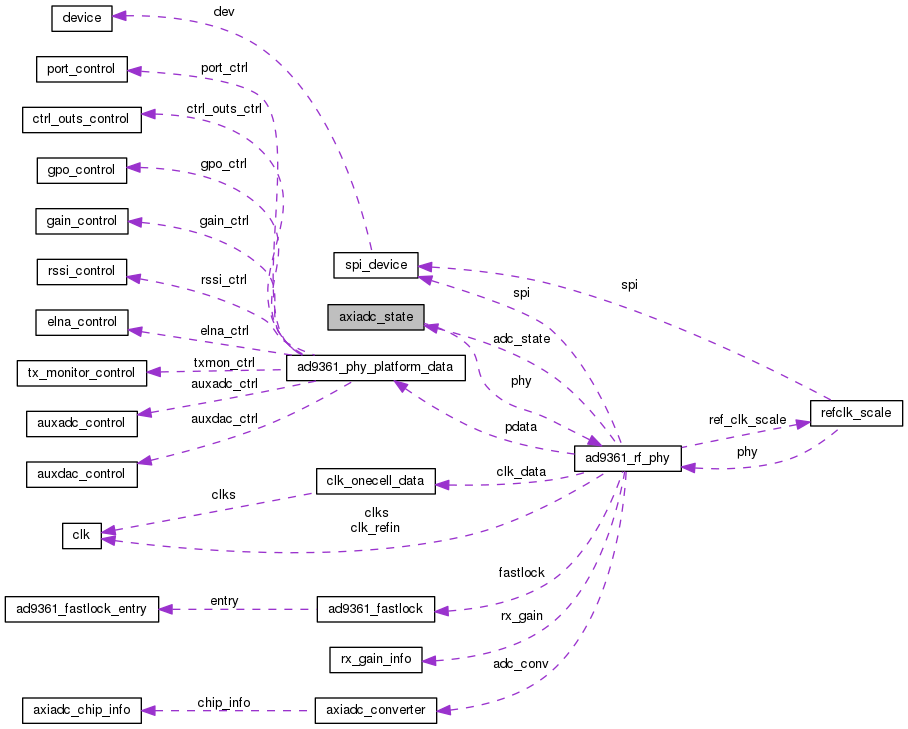 device
dev
port_control
port_ctrl
ctrl_outs_control
ctrl_outs_ctrl
gpo_control
gpo_ctrl
gain_control
gain_ctrl
rssi_control
rssi_ctrl
spi_device
spi
spi
elna_control
elna_ctrl
axiadc_state
adc_state
tx_monitor_control
txmon_ctrl
ad9361_phy_platform_data
phy
auxadc_control
auxadc_ctrl
auxdac_ctrl
pdata
ref_clk_scale
refclk_scale
auxdac_control
ad9361_rf_phy
phy
clk_onecell_data
clk_data
clks
clk
clks
clk_refin
fastlock
ad9361_fastlock_entry
entry
ad9361_fastlock
rx_gain
rx_gain_info
adc_conv
axiadc_chip_info
chip_info
axiadc_converter